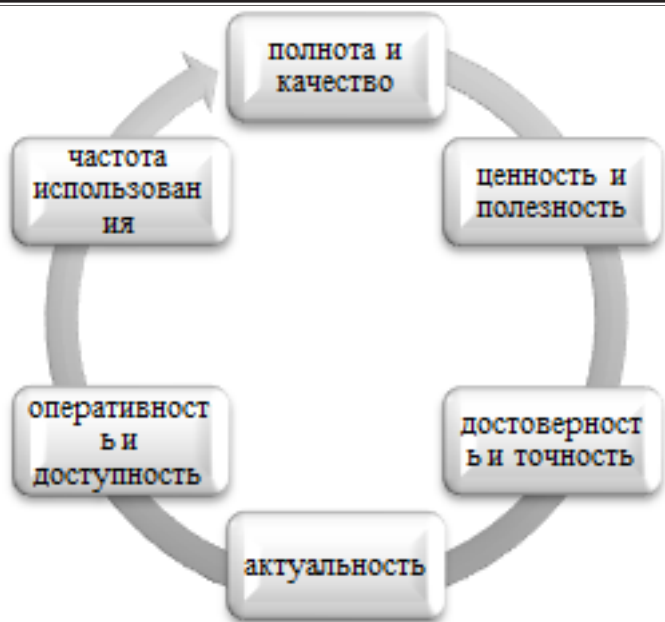 полнота и
качество
ценность и
полезность
достоверност
ь и точность
актуальность
оперативност
ь и
доступность
частота
использован
ия